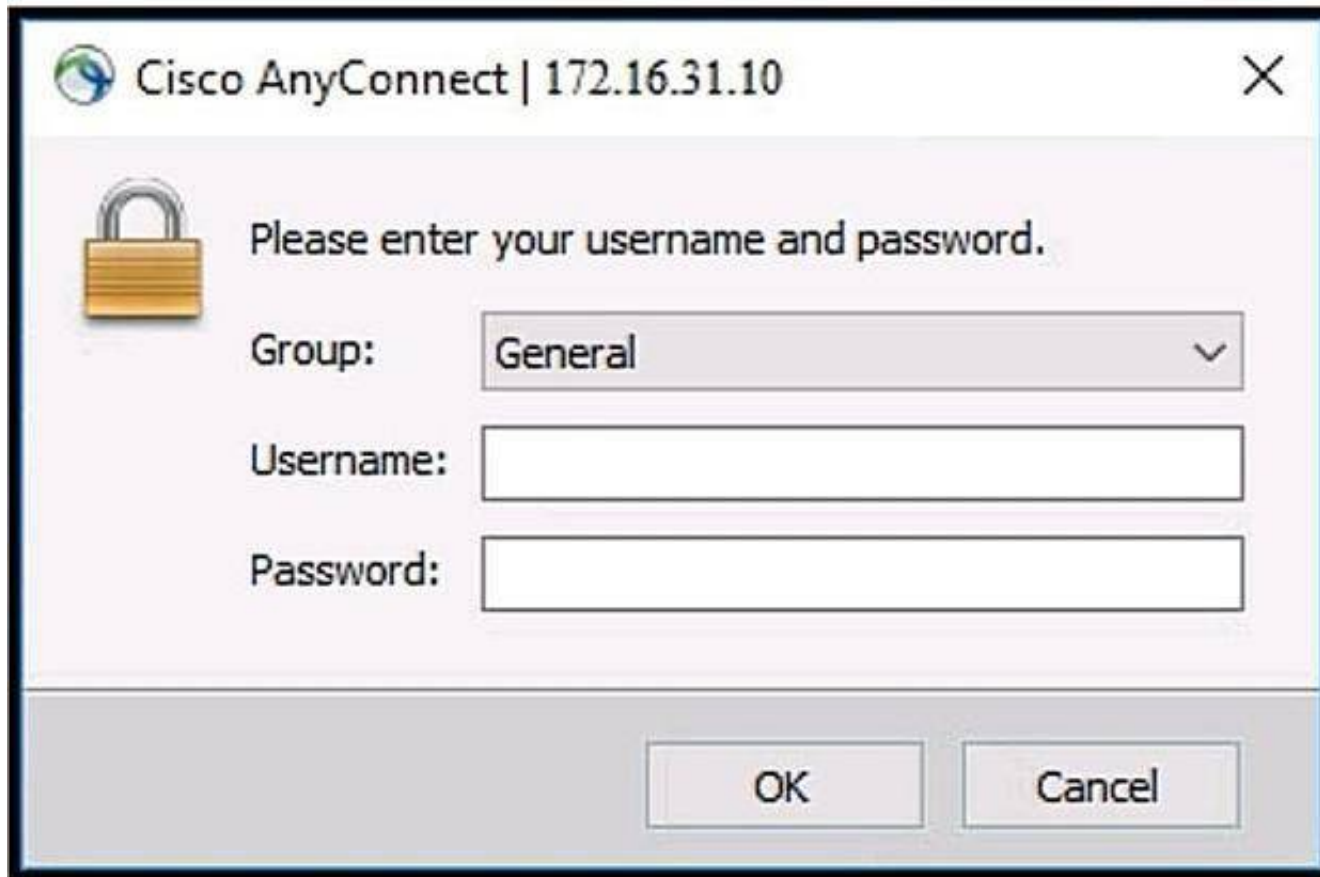 Cisco AnyConnect | 172.16.31.10
Please enter your username and password.
Group: General
Username:
Password:
OK Cancel